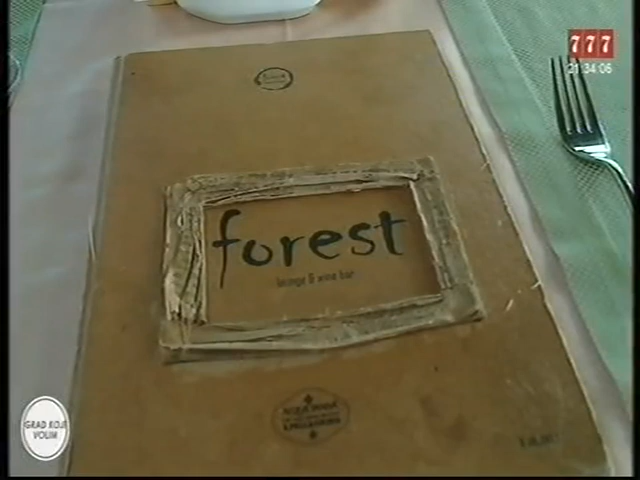 777
21:34:06
forest
lounge & wine bar
GRAD KOJI
VOLIM